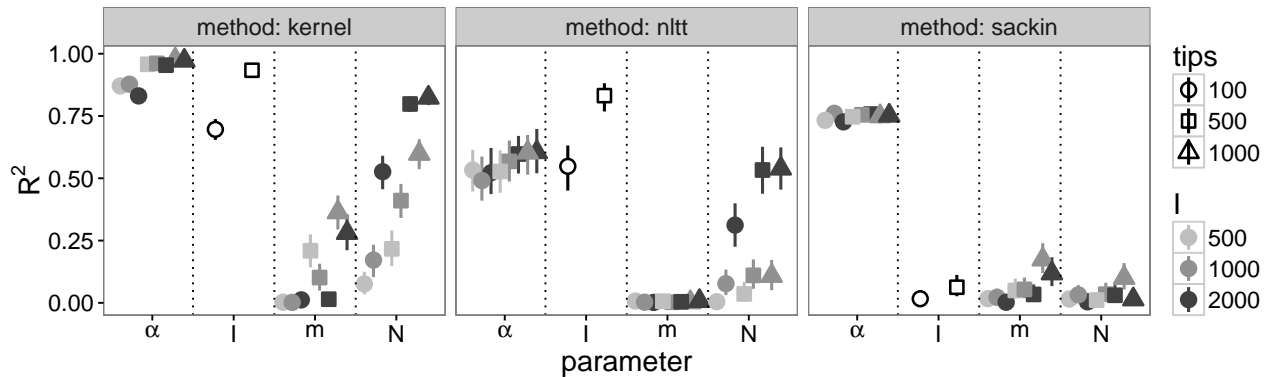 method: kernel
method: nltt
method: sackin
R²
1.00
0.75
0.50
0.25
0.00
α
I
m
N
α
I
m
N
α
I
m
N
parameter
tips
100
500
1000
I
500
1000
2000